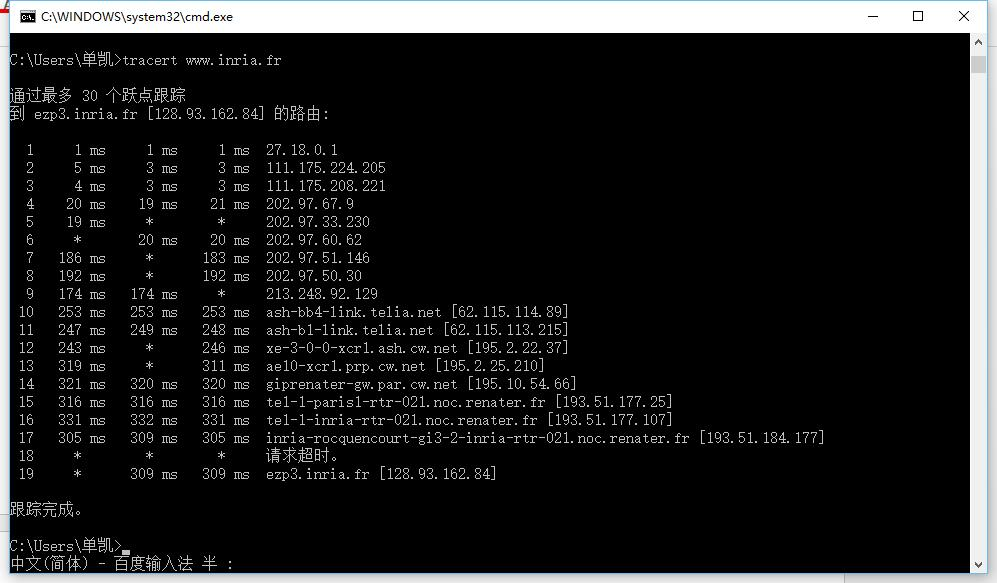 C:\WINDOWS\system32\cmd.exe
C:\Users\单凯>tracert www.inria.fr
通过最多 30 个跃点跟踪
到 ezp3.inria.fr [128.93.162.84] 的路由:
1 1 ms 1 ms 1 ms 27.18.0.1
2 5 ms 3 ms 3 ms 111.175.224.205
3 4 ms 3 ms 3 ms 111.175.208.221
4 20 ms 19 ms 21 ms 202.97.67.9
5 19 ms * * 202.97.33.230
6 * 20 ms 20 ms 202.97.60.62
7 186 ms * 183 ms 202.97.51.146
8 192 ms * 192 ms 202.97.50.30
9 174 ms 174 ms * 213.248.92.129
10 253 ms 253 ms 253 ms ash-bb4-link.telia.net [62.115.114.89]
11 247 ms 249 ms 248 ms ash-b1-link.telia.net [62.115.113.215]
12 243 ms * 246 ms xe-3-0-0-xcr1.ash.cw.net [195.2.22.37]
13 319 ms * 311 ms ae10-xcr1.prp.cw.net [195.2.25.210]
14 321 ms 320 ms 320 ms giprenater-gw.par.cw.net [195.10.54.66]
15 316 ms 316 ms 316 ms te1-1-paris1-rtr-021.noc.renater.fr [193.51.177.25]
16 331 ms 332 ms 331 ms te1-1-inria-rtr-021.noc.renater.fr [193.51.177.107]
17 305 ms 309 ms 305 ms inria-rocquencourt-gi3-2-inria-rtr-021.noc.renater.fr [193.51.184.177]
18 * * * 请求超时。
19 * 309 ms 309 ms ezp3.inria.fr [128.93.162.84]
跟踪完成。
C:\Users\单凯>
中文(简体) - 百度输入法 半 :